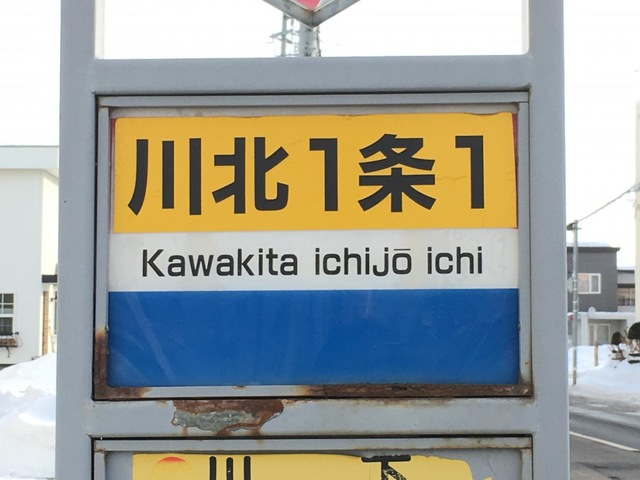 川北1条1
Kawakita ichijō ichi